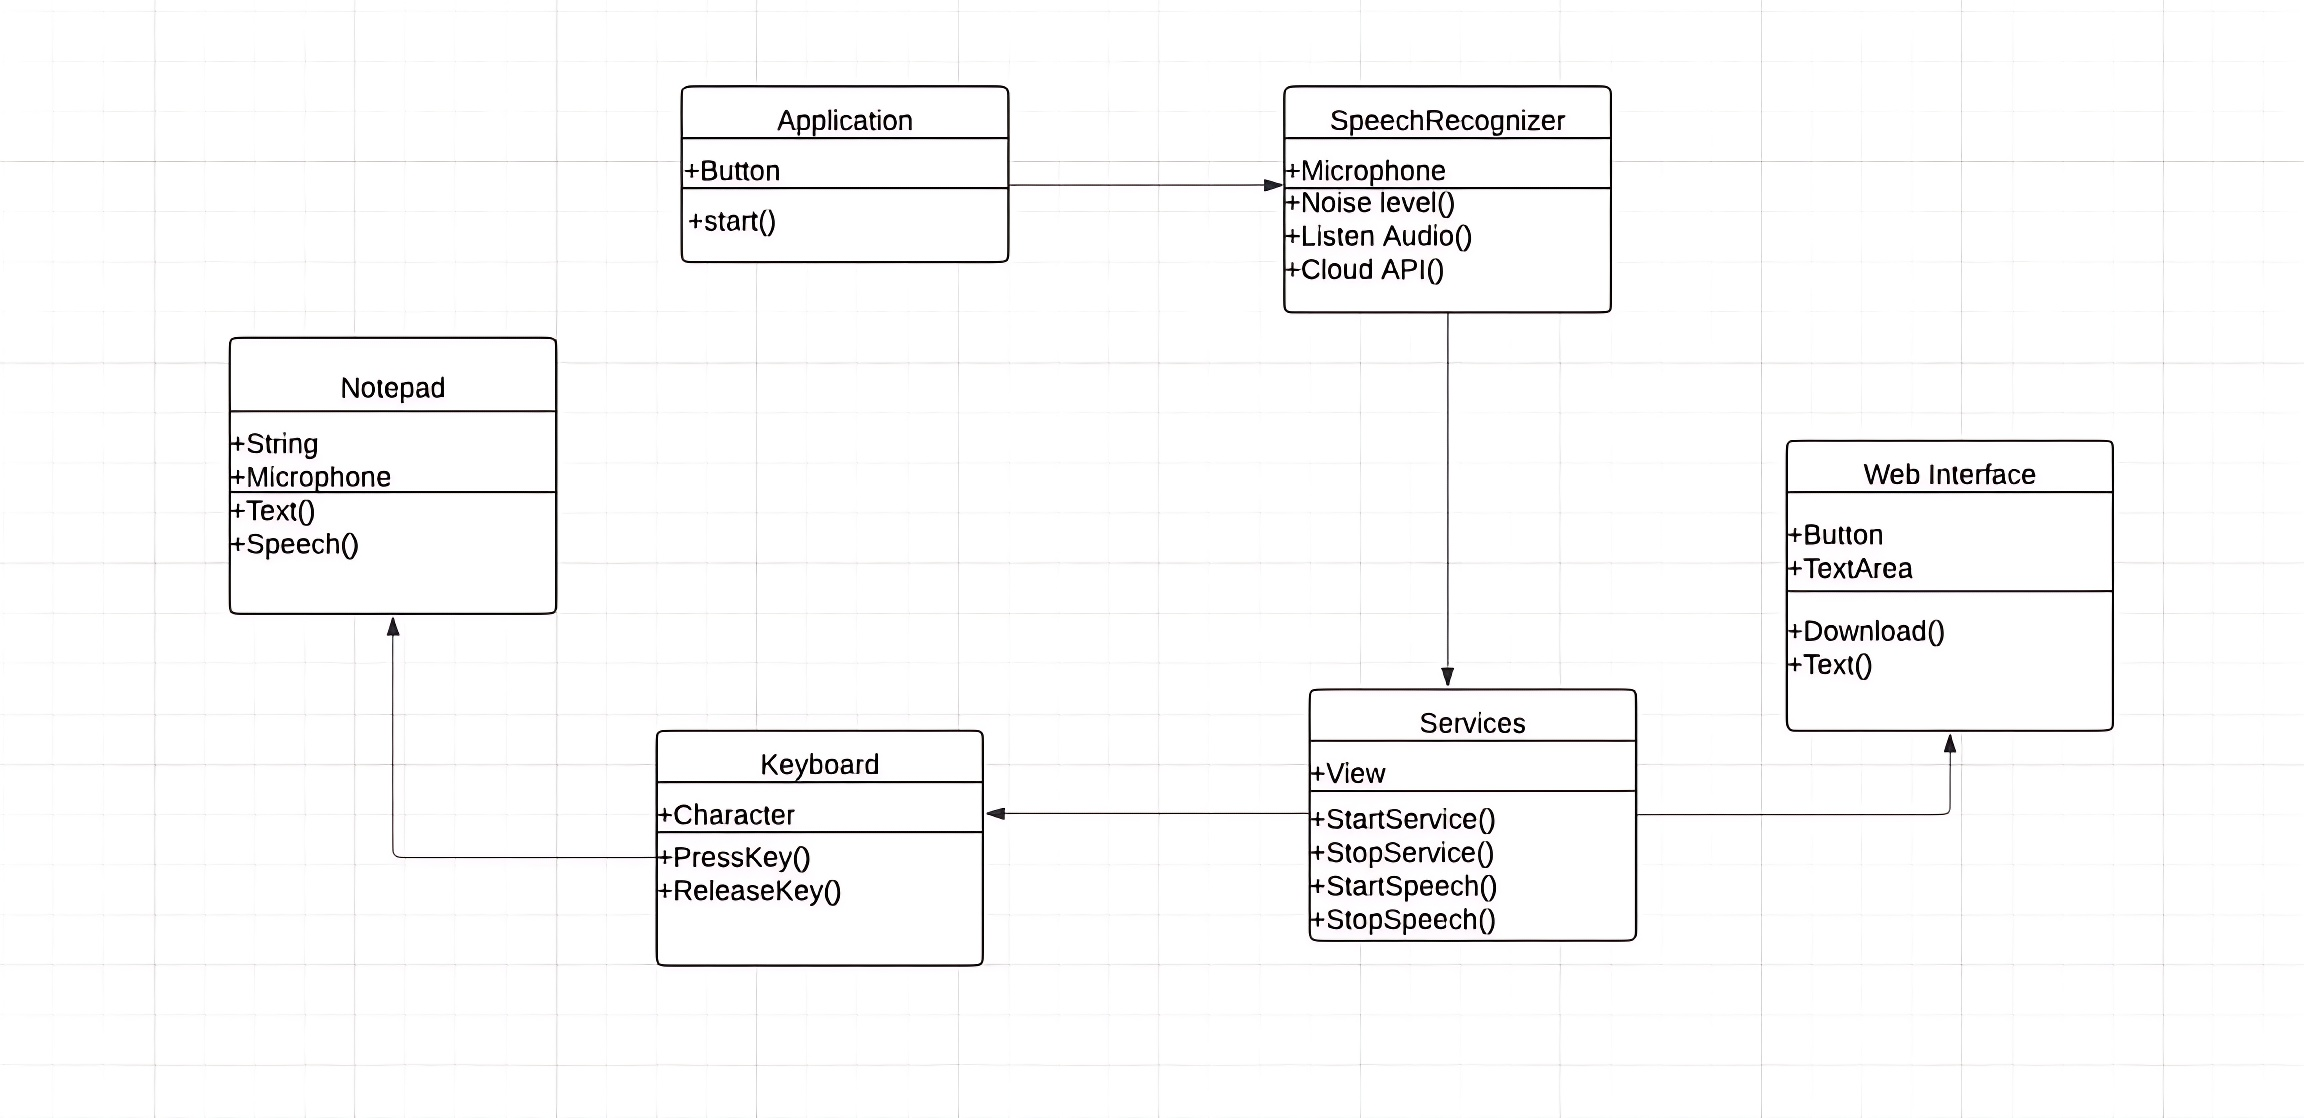 Application
+Button
+start()
SpeechRecognizer
+Microphone
+Noise level()
+Listen Audio()
+Cloud API()
Notepad
+String
+Microphone
+Text()
+Speech()
Web Interface
+Button
+TextArea
+Download()
+Text()
Keyboard
+Character
+PressKey()
+ReleaseKey()
Services
+View
+StartService()
+StopService()
+StartSpeech()
+StopSpeech()